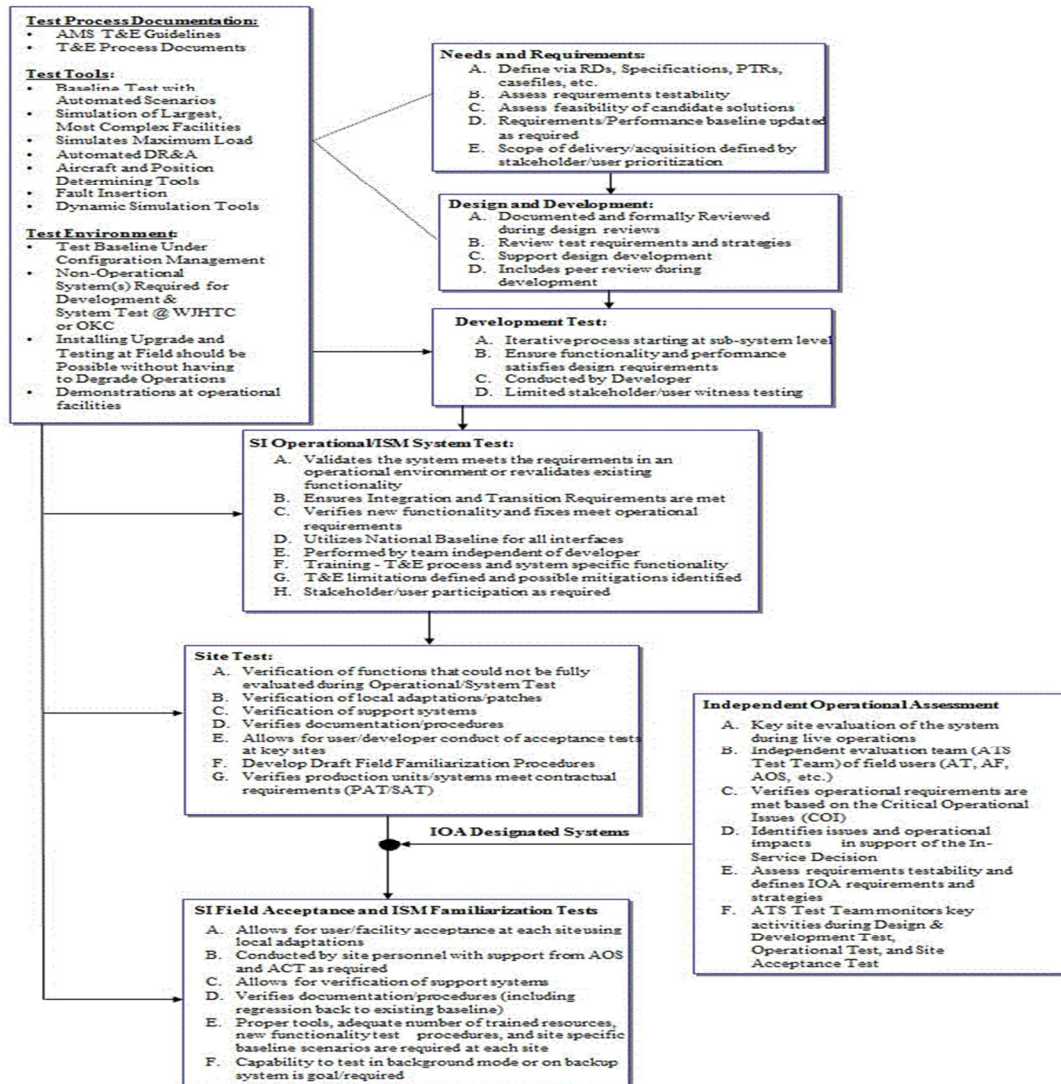 Test Process Documentation:
• AMS T&E Guidelines
• T&E Process Documents
Test Tools:
• Baseline Test with
Automated Scenarios
• Simulation of Largest,
Most Complex Facilities
• Simulates Maximum Load
• Automated DR&A
• Aircraft and Position
Determining Tools
• Fault Insertion
• Dynamic Simulation Tools
Test Environment:
• Test Baseline Under
Configuration Management
• Non-Operational
System(s) Required for
Development &
System Test @ WJHTC
or OKC
• Installing Upgrade and
Testing at Field should be
Possible without having
to Degrade Operations
• Demonstrations at operational
facilities
Needs and Requirements:
A. Define via RDs, Specifications, PTRs,
casefiles, etc.
B. Assess requirements testability
C. Assess feasibility of candidate solutions
D. Requirements/Performance baseline updated
as required
E. Scope of delivery/acquisition defined by
stakeholder/user prioritization
Design and Development:
A. Documented and formally Reviewed
during design reviews
B. Review test requirements and strategies
C. Support design development
D. Includes peer review during
development
Development Test:
A. Iterative process starting at sub-system level
B. Ensure functionality and performance
satisfies design requirements
C. Conducted by Developer
D. Limited stakeholder/user witness testing
SI Operational/ISM System Test:
A. Validates the system meets the requirements in an
operational environment or revalidates existing
functionality
B. Ensures Integration and Transition Requirements are met
C. Verifies new functionality and fixes meet operational
requirements
D. Utilizes National Baseline for all interfaces
E. Performed by team independent of developer
F. Training - T&E process and system specific functionality
G. T&E limitations defined and possible mitigations identified
H. Stakeholder/user participation as required
Site Test:
A. Verification of functions that could not be fully
evaluated during Operational/System Test
B. Verification of local adaptations/patches
C. Verification of support systems
D. Verifies documentation/procedures
E. Allows for user/developer conduct of acceptance tests
at key sites
F. Develop Draft Field Familiarization Procedures
G. Verifies production units/systems meet contractual
requirements (PAT/SAT)
Independent Operational Assessment
A. Key site evaluation of the system
during live operations
B. Independent evaluation team (ATS
Test Team) of field users (AT, AF,
AOS, etc.)
C. Verifies operational requirements are
met based on the Critical Operational
Issues (COI)
D. Identifies issues and operational
impacts in support of the In-
Service Decision
E. Assess requirements testability and
defines IOA requirements and
strategies
F. ATS Test Team monitors key
activities during Design &
Development Test,
Operational Test, and Site
Acceptance Test
IOA Designated Systems
SI Field Acceptance and ISM Familiarization Tests
A. Allows for user/facility acceptance at each site using
local adaptations
B. Conducted by site personnel with support from AOS
and ACT as required
C. Allows for verification of support systems
D. Verifies documentation/procedures (including
regression back to existing baseline)
E. Proper tools, adequate number of trained resources,
new functionality test procedures, and site specific
baseline scenarios are required at each site
F. Capability to test in background mode or on backup
system is goal/required